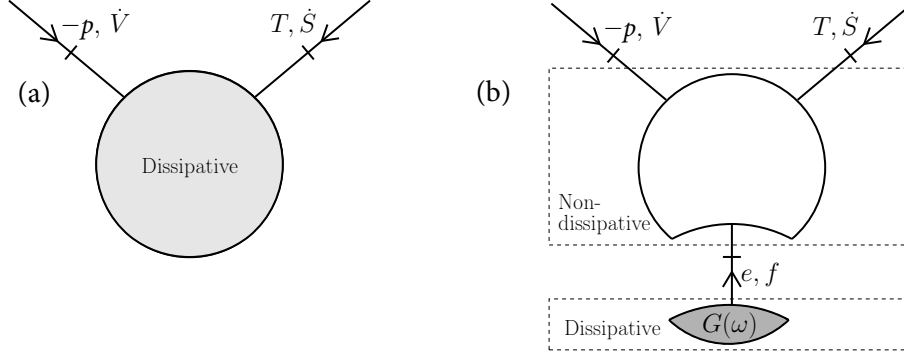 (a)
−p, V̇
T, Ṡ
Dissipative
(b)
−p, V̇
T, Ṡ
Non-
dissipative
e, f
Dissipative
G(ω)